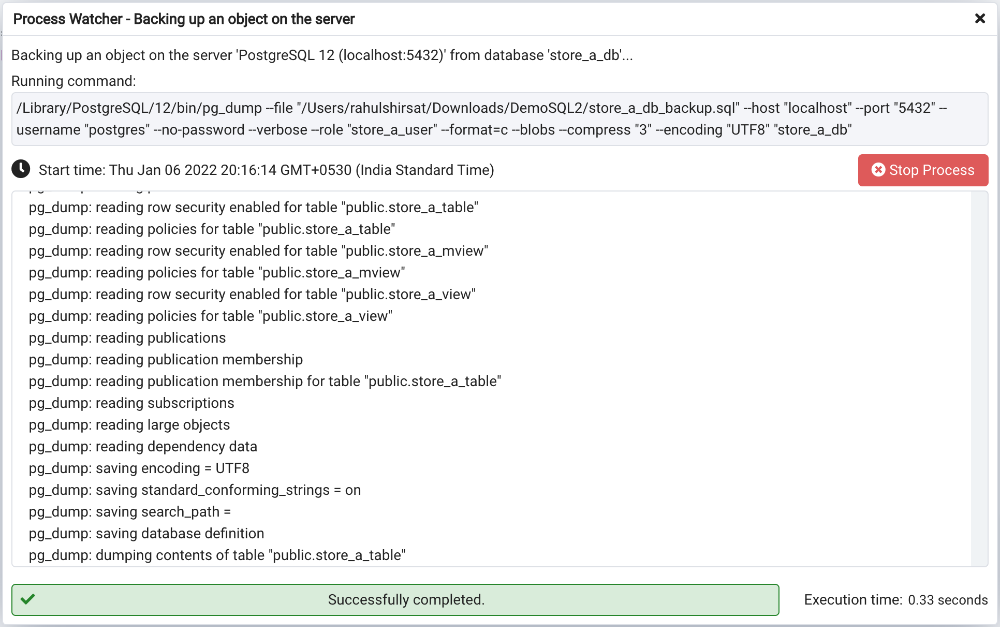 Process Watcher - Backing up an object on the server
Backing up an object on the server 'PostgreSQL 12 (localhost:5432)' from database 'store_a_db'...
Running command:
/Library/PostgreSQL/12/bin/pg_dump --file "/Users/rahulshirsat/Downloads/DemoSQL2/store_a_db_backup.sql" --host "localhost" --port "5432" --
username "postgres" --no-password --verbose --role "store_a_user" --format=c --blobs --compress "3" --encoding "UTF8" "store_a_db"
Start time: Thu Jan 06 2022 20:16:14 GMT+0530 (India Standard Time)
Stop Process
pg_dump: reading row security enabled for table "public.store_a_table"
pg_dump: reading policies for table "public.store_a_table"
pg_dump: reading row security enabled for table "public.store_a_mview"
pg_dump: reading policies for table "public.store_a_mview"
pg_dump: reading row security enabled for table "public.store_a_view"
pg_dump: reading policies for table "public.store_a_view"
pg_dump: reading publications
pg_dump: reading publication membership
pg_dump: reading publication membership for table "public.store_a_table"
pg_dump: reading subscriptions
pg_dump: reading large objects
pg_dump: reading dependency data
pg_dump: saving encoding = UTF8
pg_dump: saving standard_conforming_strings = on
pg_dump: saving search_path =
pg_dump: saving database definition
pg_dump: dumping contents of table "public.store_a_table"
Successfully completed.
Execution time: 0.33 seconds